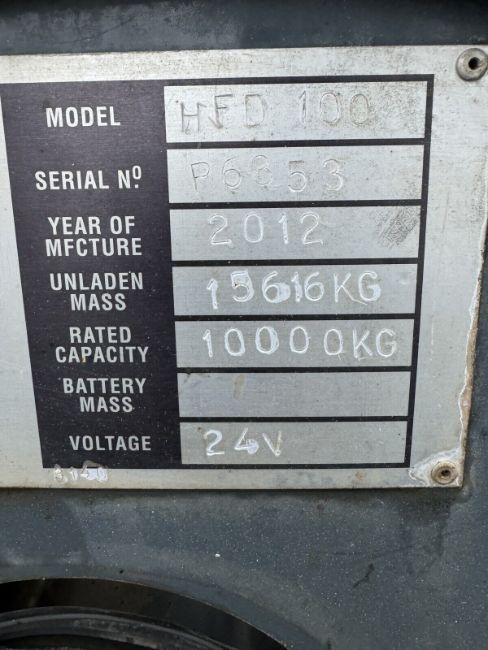 MODEL HFD 100
SERIAL Nº P6853
YEAR OF
MFCTURE 2012
UNLADEN
MASS 15616KG
RATED
CAPACITY 10000KG
BATTERY
MASS
VOLTAGE 24V